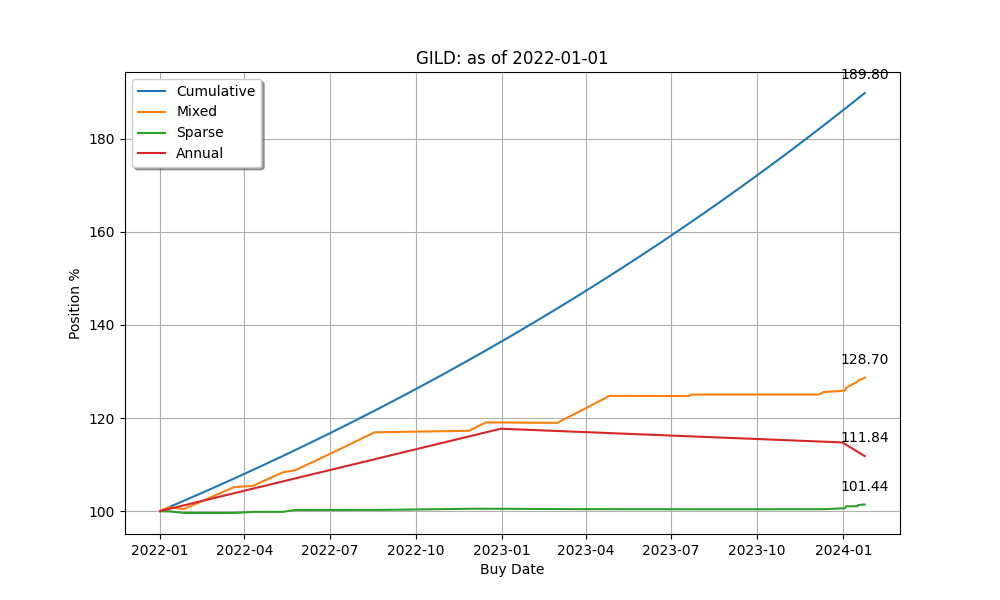 GILD: as of 2022-01-01
189.80
Cumulative
Mixed
Sparse
Annual
180
160
140
120
100
Position %
128.70
111.84
101.44
2022-01
2022-04
2022-07
2022-10
2023-01
2023-04
2023-07
2023-10
2024-01
Buy Date